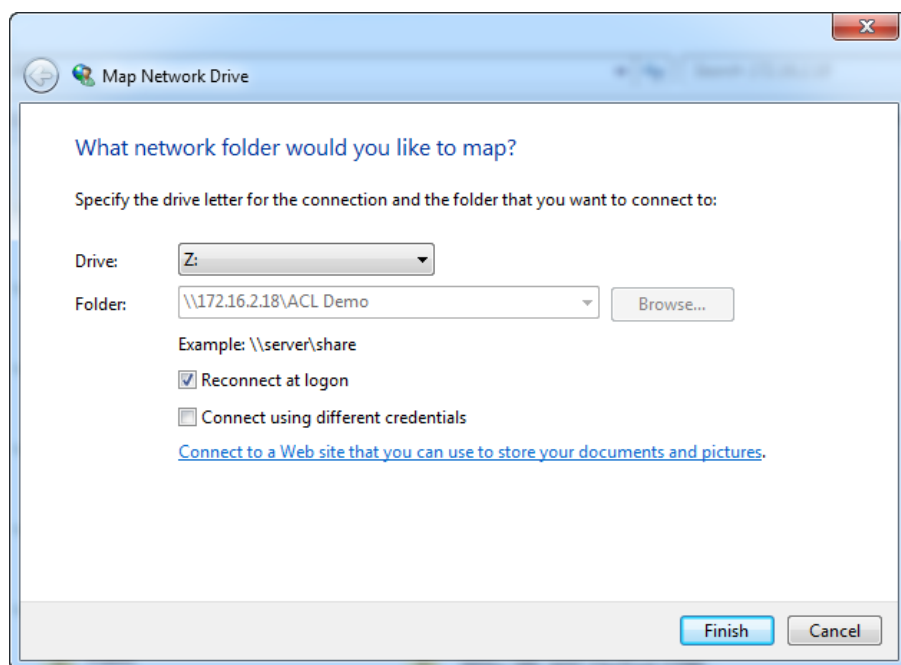 Map Network Drive
What network folder would you like to map?
Specify the drive letter for the connection and the folder that you want to connect to:
Drive: Z:
Folder: \\172.16.2.18\ACL Demo Browse...
Example: \\server\share
Reconnect at logon
Connect using different credentials
Connect to a Web site that you can use to store your documents and pictures.
Finish Cancel